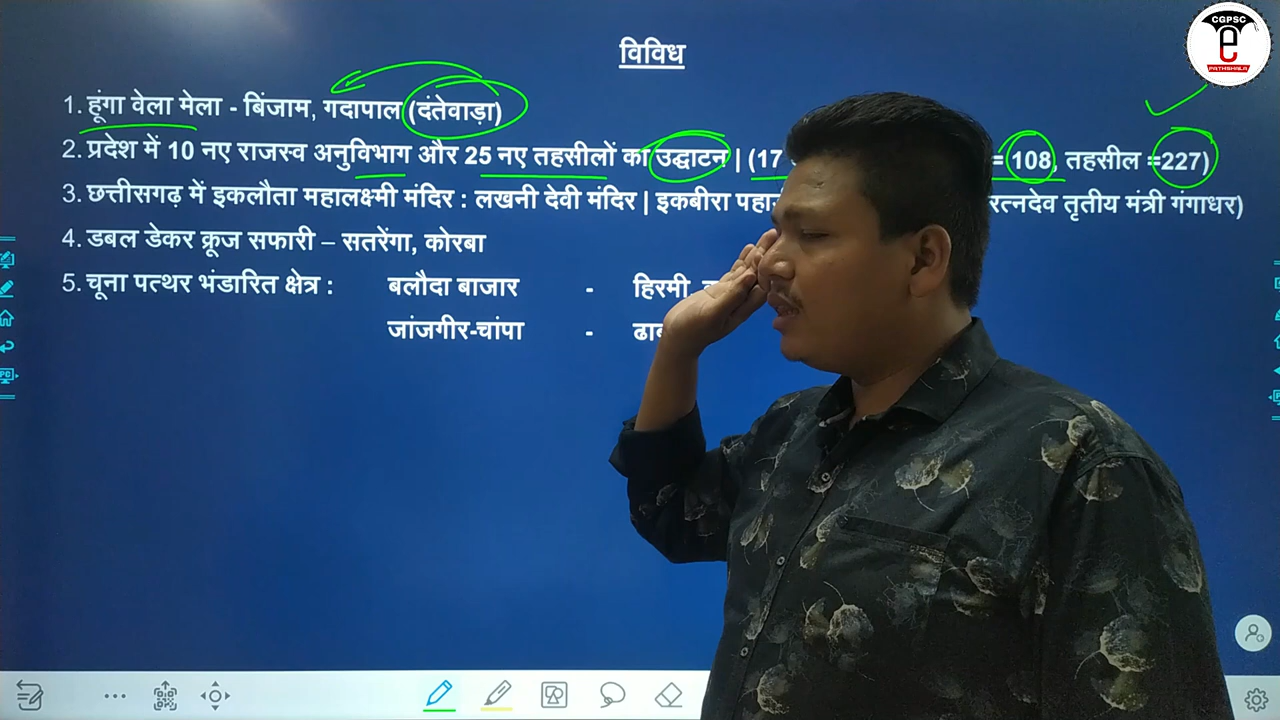 CGPSC
e
PATHSHALA
विविध
1. हूंगा वेला मेला - बिंजाम, गदापाल (दंतेवाड़ा)
2. प्रदेश में 10 नए राजस्व अनुविभाग और 25 नए तहसीलों का उद्घाटन | (17 = 108, तहसील =227)
3. छत्तीसगढ़ में इकलौता महालक्ष्मी मंदिर : लखनी देवी मंदिर | इकबीरा रत्नदेव तृतीय मंत्री गंगाधर)
4. डबल डेकर क्रूज सफारी – सतरेंगा, कोरबा
5. चूना पत्थर भंडारित क्षेत्र : बलौदा बाजार - हिरमी,
जांजगीर-चांपा -